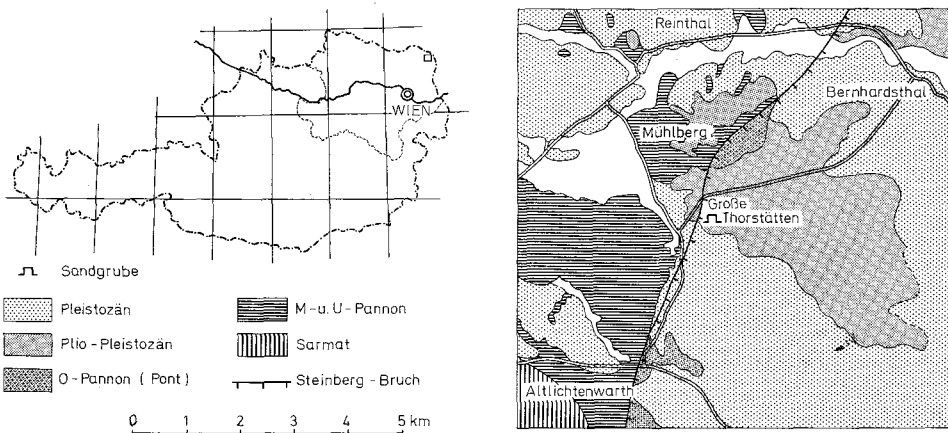 WIEN
Sandgrube
Pleistozän
Plio-Pleistozän
O-Pannon (Pont)
M-u. U-Pannon
Sarmat
Steinberg-Bruch
0 1 2 3 4 5 km
Reinthal
Bernhardsthal
Mühlberg
Große
Thorstätten
Altlichtenwarth